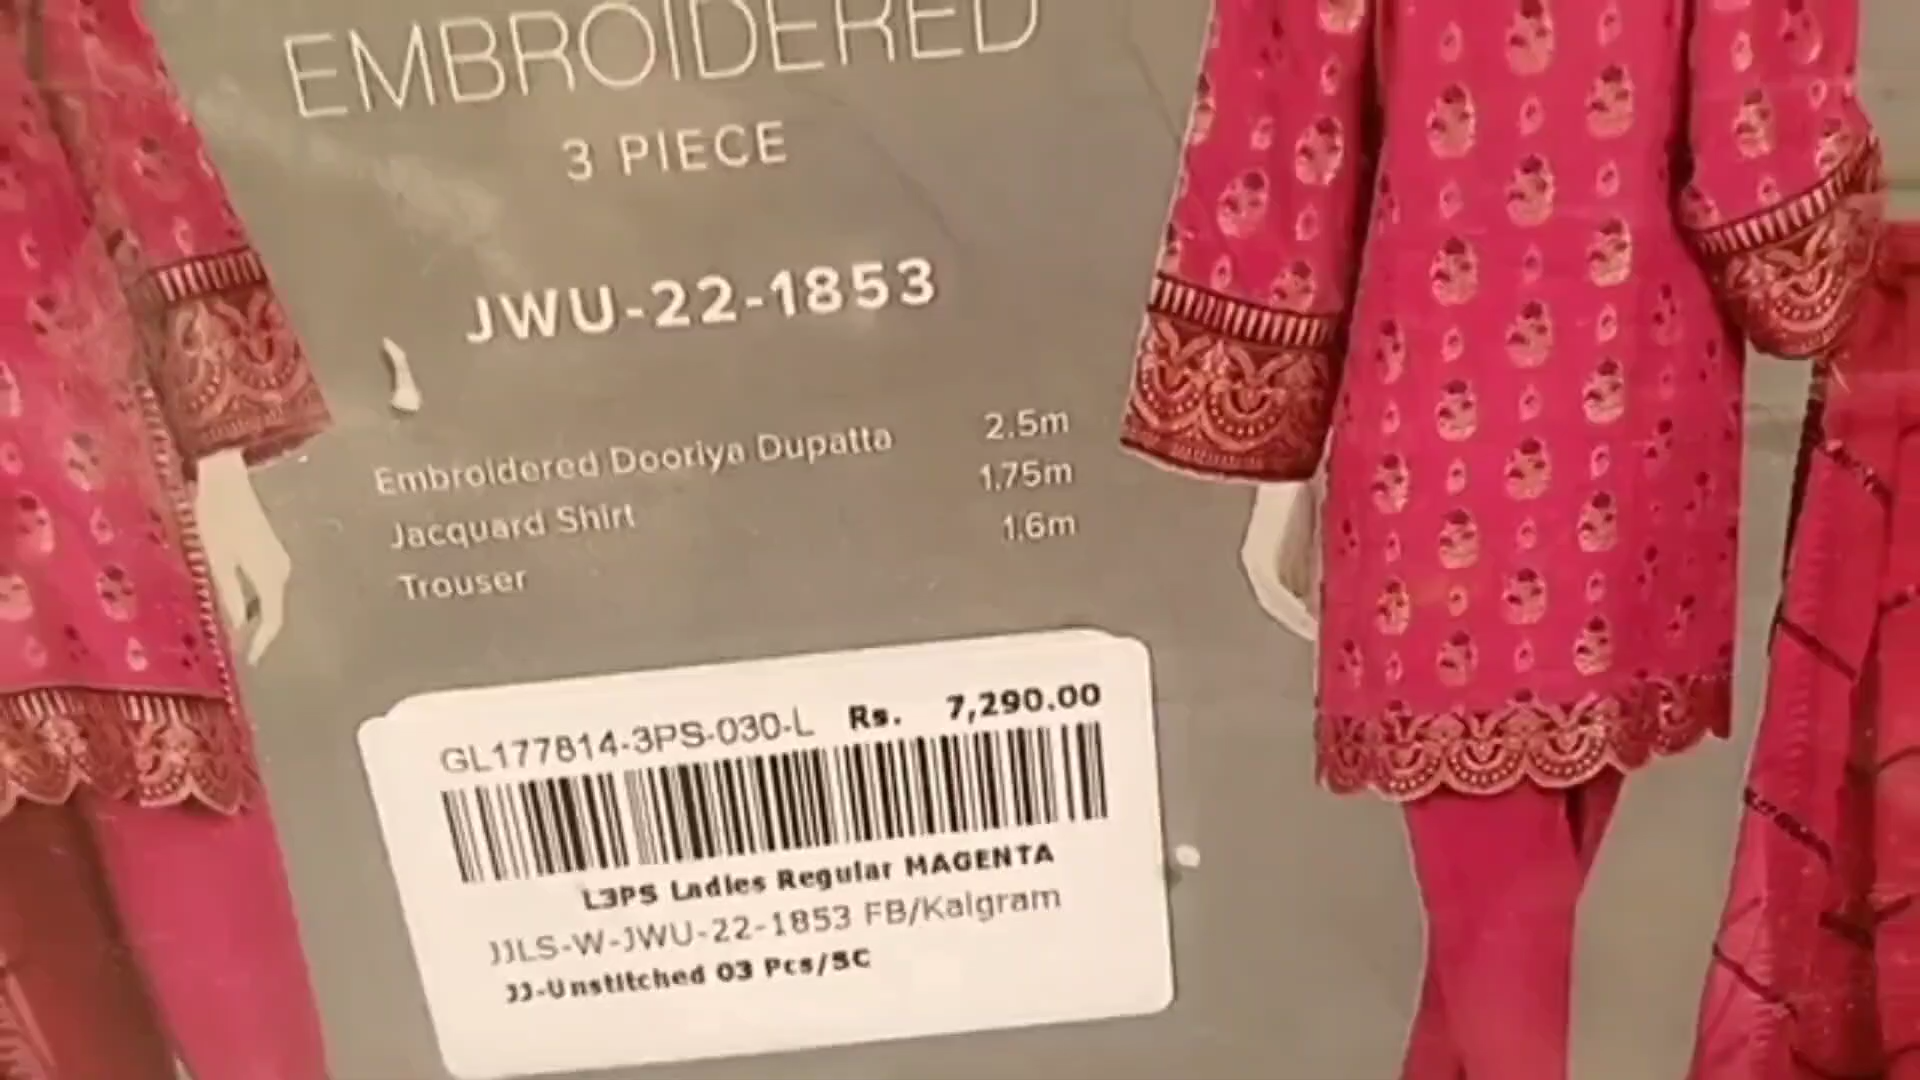 EMBROIDERED
3 PIECE
JWU-22-1853
Embroidered Dooriya Dupatta 2.5m
Jacquard Shirt 1.75m
Trouser 1.6m
GL177814-3PS-030-L Rs. 7,290.00
L3PS Ladies Regular MAGENTA
JJLS-W-JWU-22-1853 FB/Kalgram
JJ-Unstitched 03 Pcs/SC